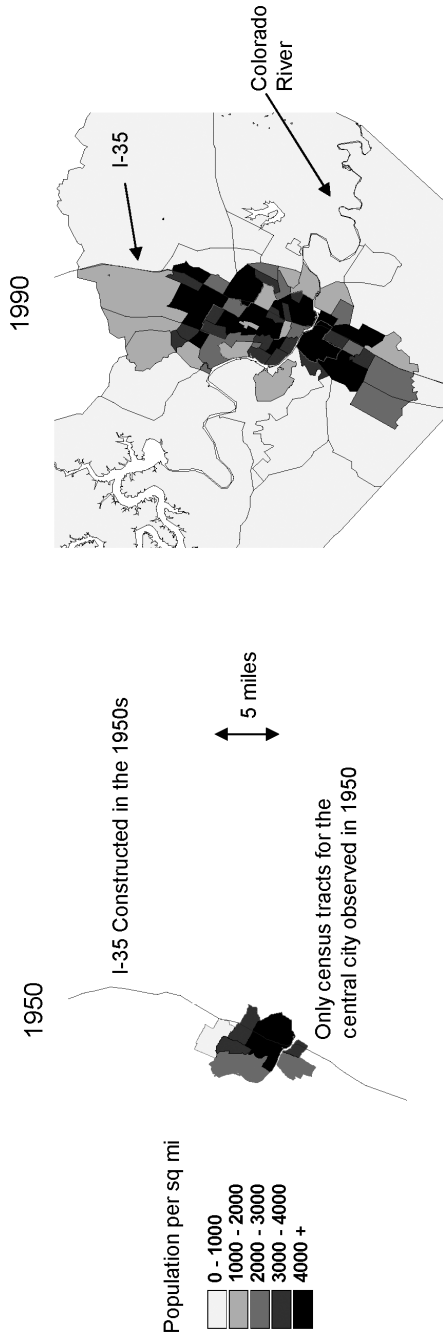 1950
1990
Population per sq mi
0 - 1000
1000 - 2000
2000 - 3000
3000 - 4000
4000 +
I-35 Constructed in the 1950s
5 miles
Only census tracts for the
central city observed in 1950
I-35
Colorado
River